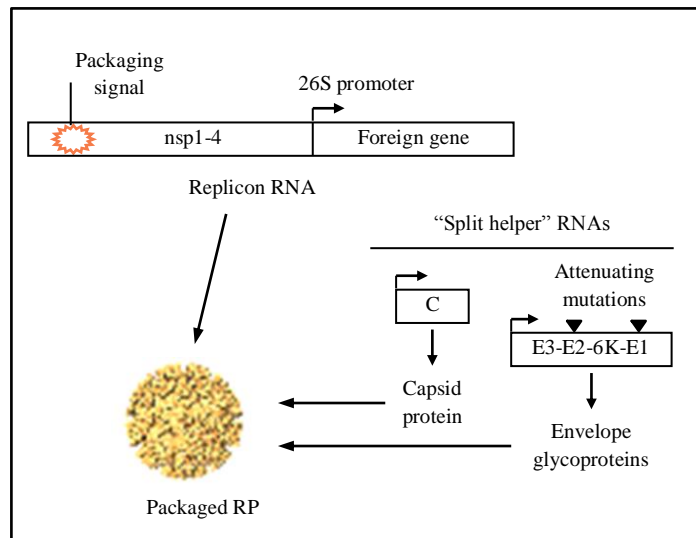 Packaging
signal
26S promoter
nsp1-4
Foreign gene
Replicon RNA
“Split helper” RNAs
Attenuating
mutations
C
E3-E2-6K-E1
Capsid
protein
Envelope
glycoproteins
Packaged RP